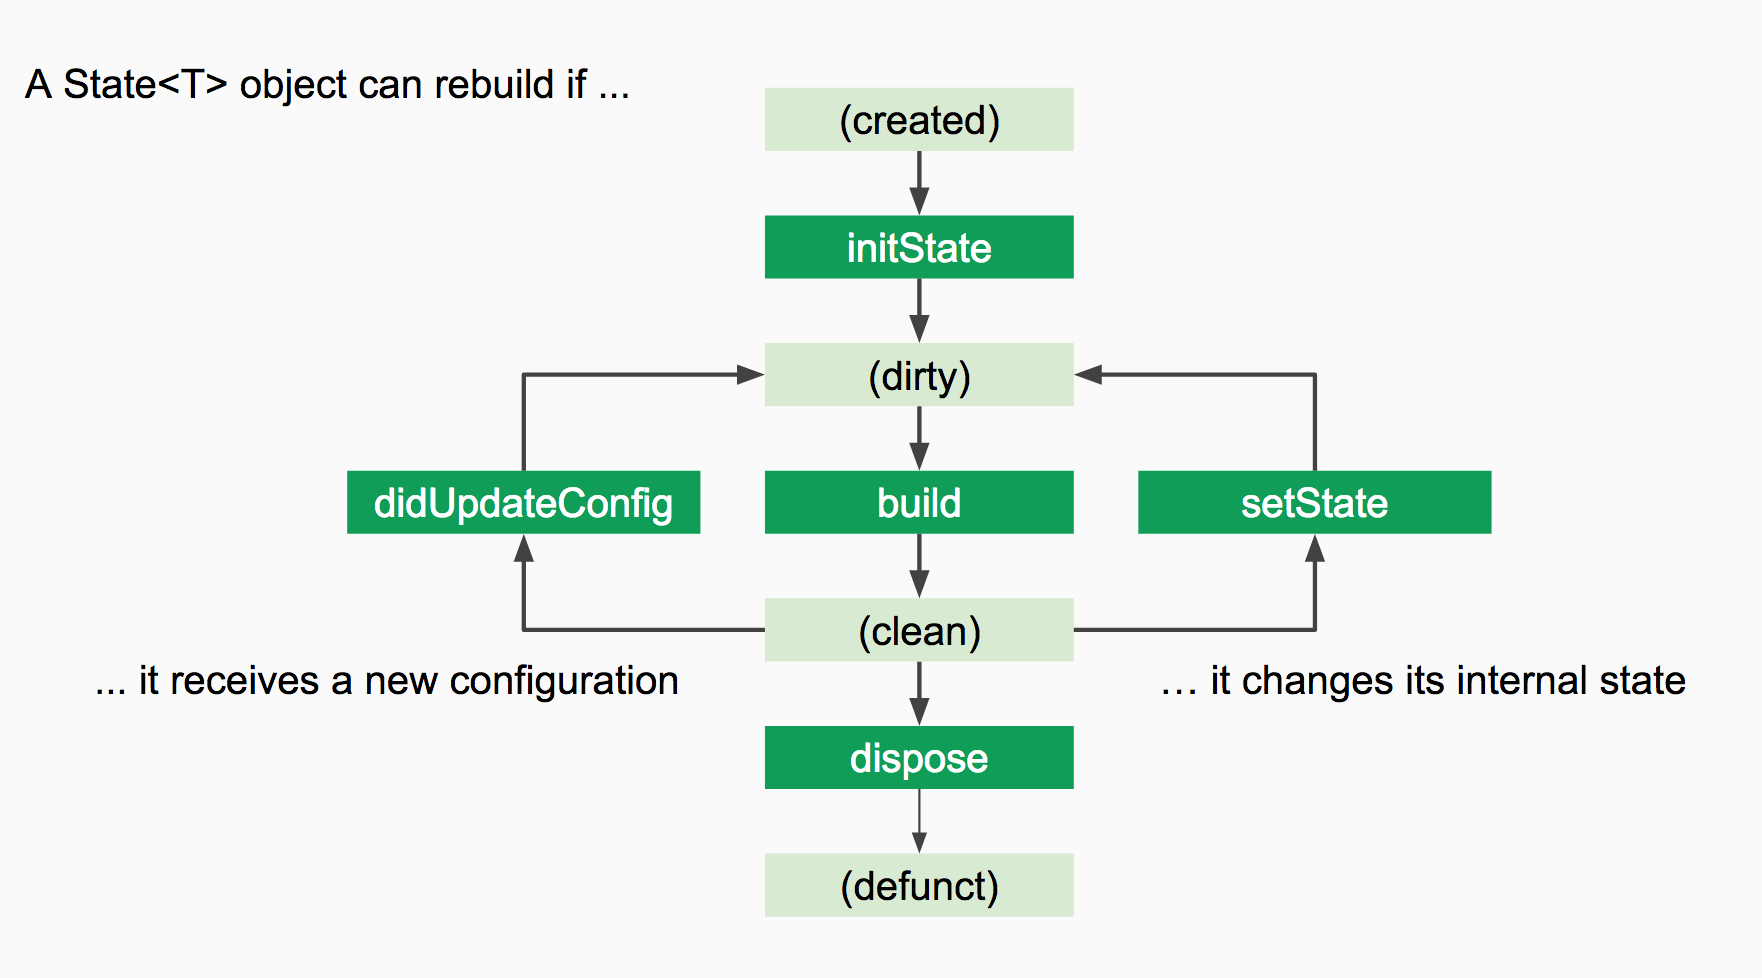 A State<T> object can rebuild if ...
(created)
initState
(dirty)
didUpdateConfig
build
setState
(clean)
... it receives a new configuration
… it changes its internal state
dispose
(defunct)